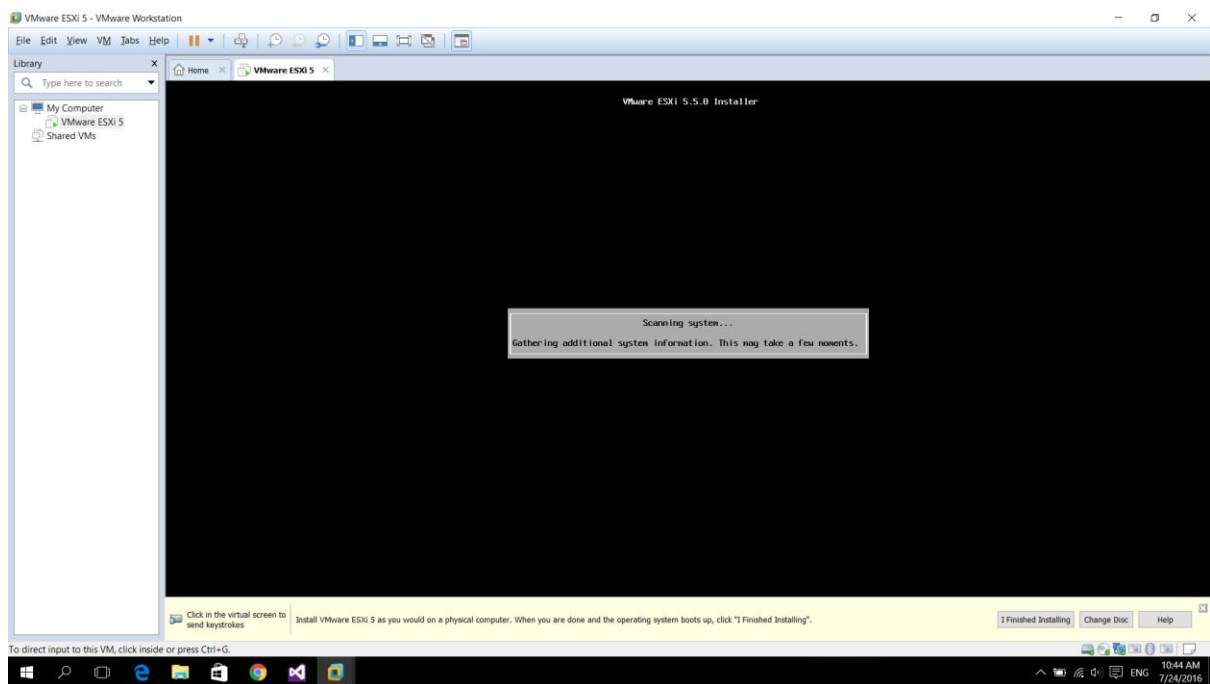 VMware ESXi 5 - VMware Workstation
File Edit View VM Tabs Help
Library
Home
VMware ESXi 5
Type here to search
My Computer
VMware ESXi 5
Shared VMs
VMware ESXi 5.5.0 Installer
Scanning system...
Gathering additional system information. This may take a few moments.
Click in the virtual screen to
send keystrokes
Install VMware ESXi 5 as you would on a physical computer. When you are done and the operating system boots up, click "I Finished Installing".
I Finished Installing
Change Disc
Help
To direct input to this VM, click inside or press Ctrl+G.
ENG
10:44 AM
7/24/2016